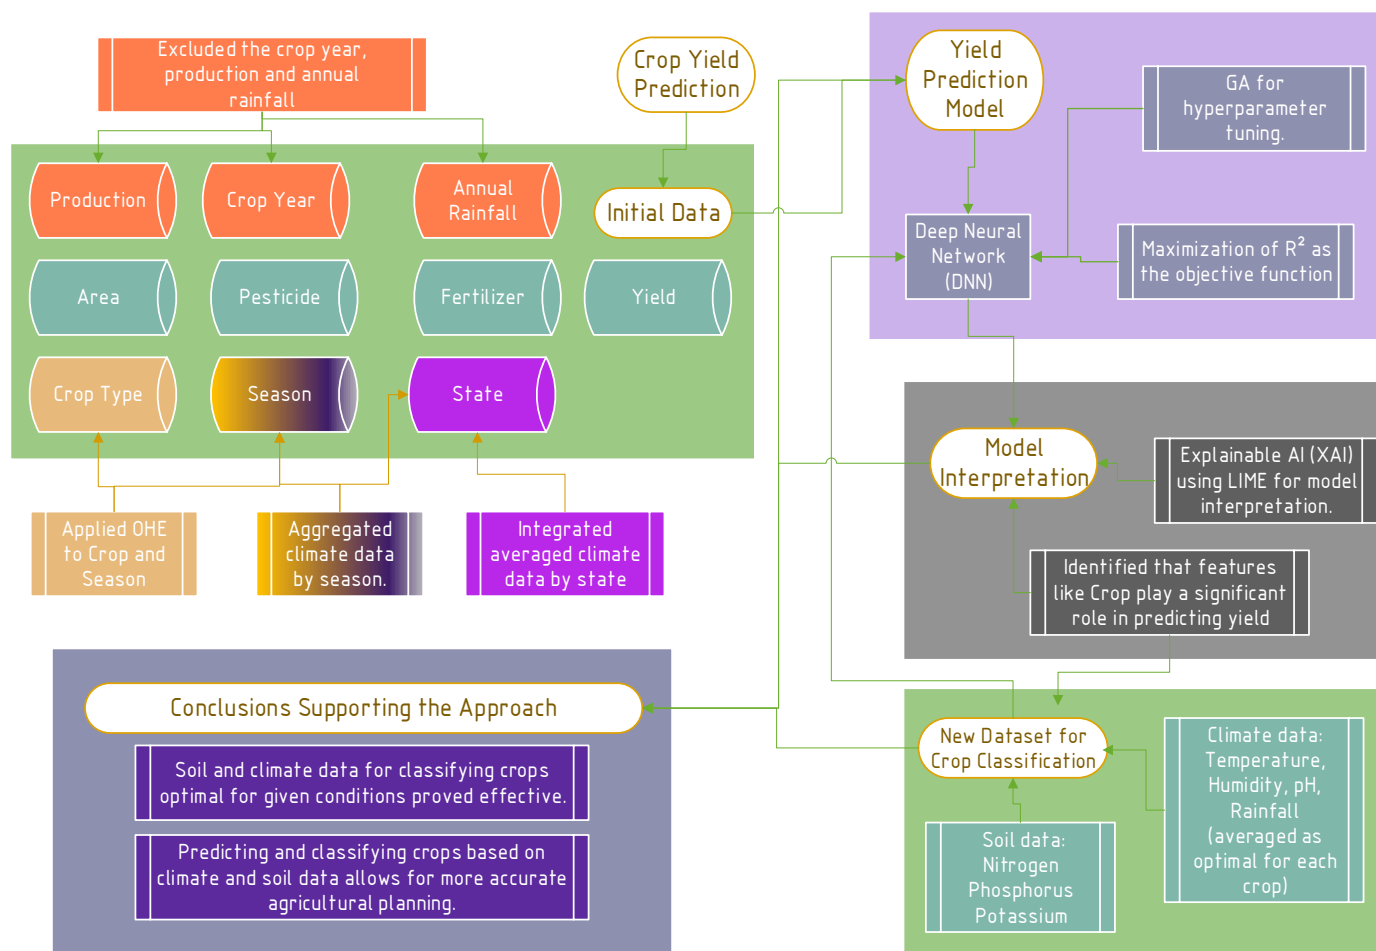 Excluded the crop year,
production and annual
rainfall
Crop Yield
Prediction
Production
Crop Year
Annual
Rainfall
Initial Data
Area
Pesticide
Fertilizer
Yield
Crop Type
Season
State
Applied OHE
to Crop and
Season
Aggregated
climate data
by season.
Integrated
averaged climate
data by state
Yield
Prediction
Model
GA for
hyperparameter
tuning.
Deep Neural
Network
(DNN)
Maximization of R²  as
the objective function
Model
Interpretation
Explainable AI (XAI)
using LIME for model
interpretation.
Identified that features
like Crop play a significant
role in predicting yield
New Dataset for
Crop Classification
Climate data:
Temperature,
Humidity, pH,
Rainfall
(averaged as
optimal for each
crop)
Soil data:
Nitrogen
Phosphorus
Potassium
Conclusions Supporting the Approach
Soil and climate data for classifying crops
optimal for given conditions proved effective.
Predicting and classifying crops based on
climate and soil data allows for more accurate
agricultural planning.